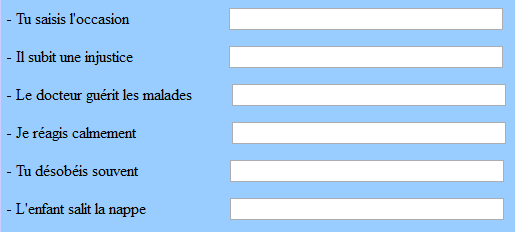 - Tu saisis l'occasion
- Il subit une injustice
- Le docteur guérit les malades
- Je réagis calmement
- Tu désobéis souvent
- L'enfant salit la nappe